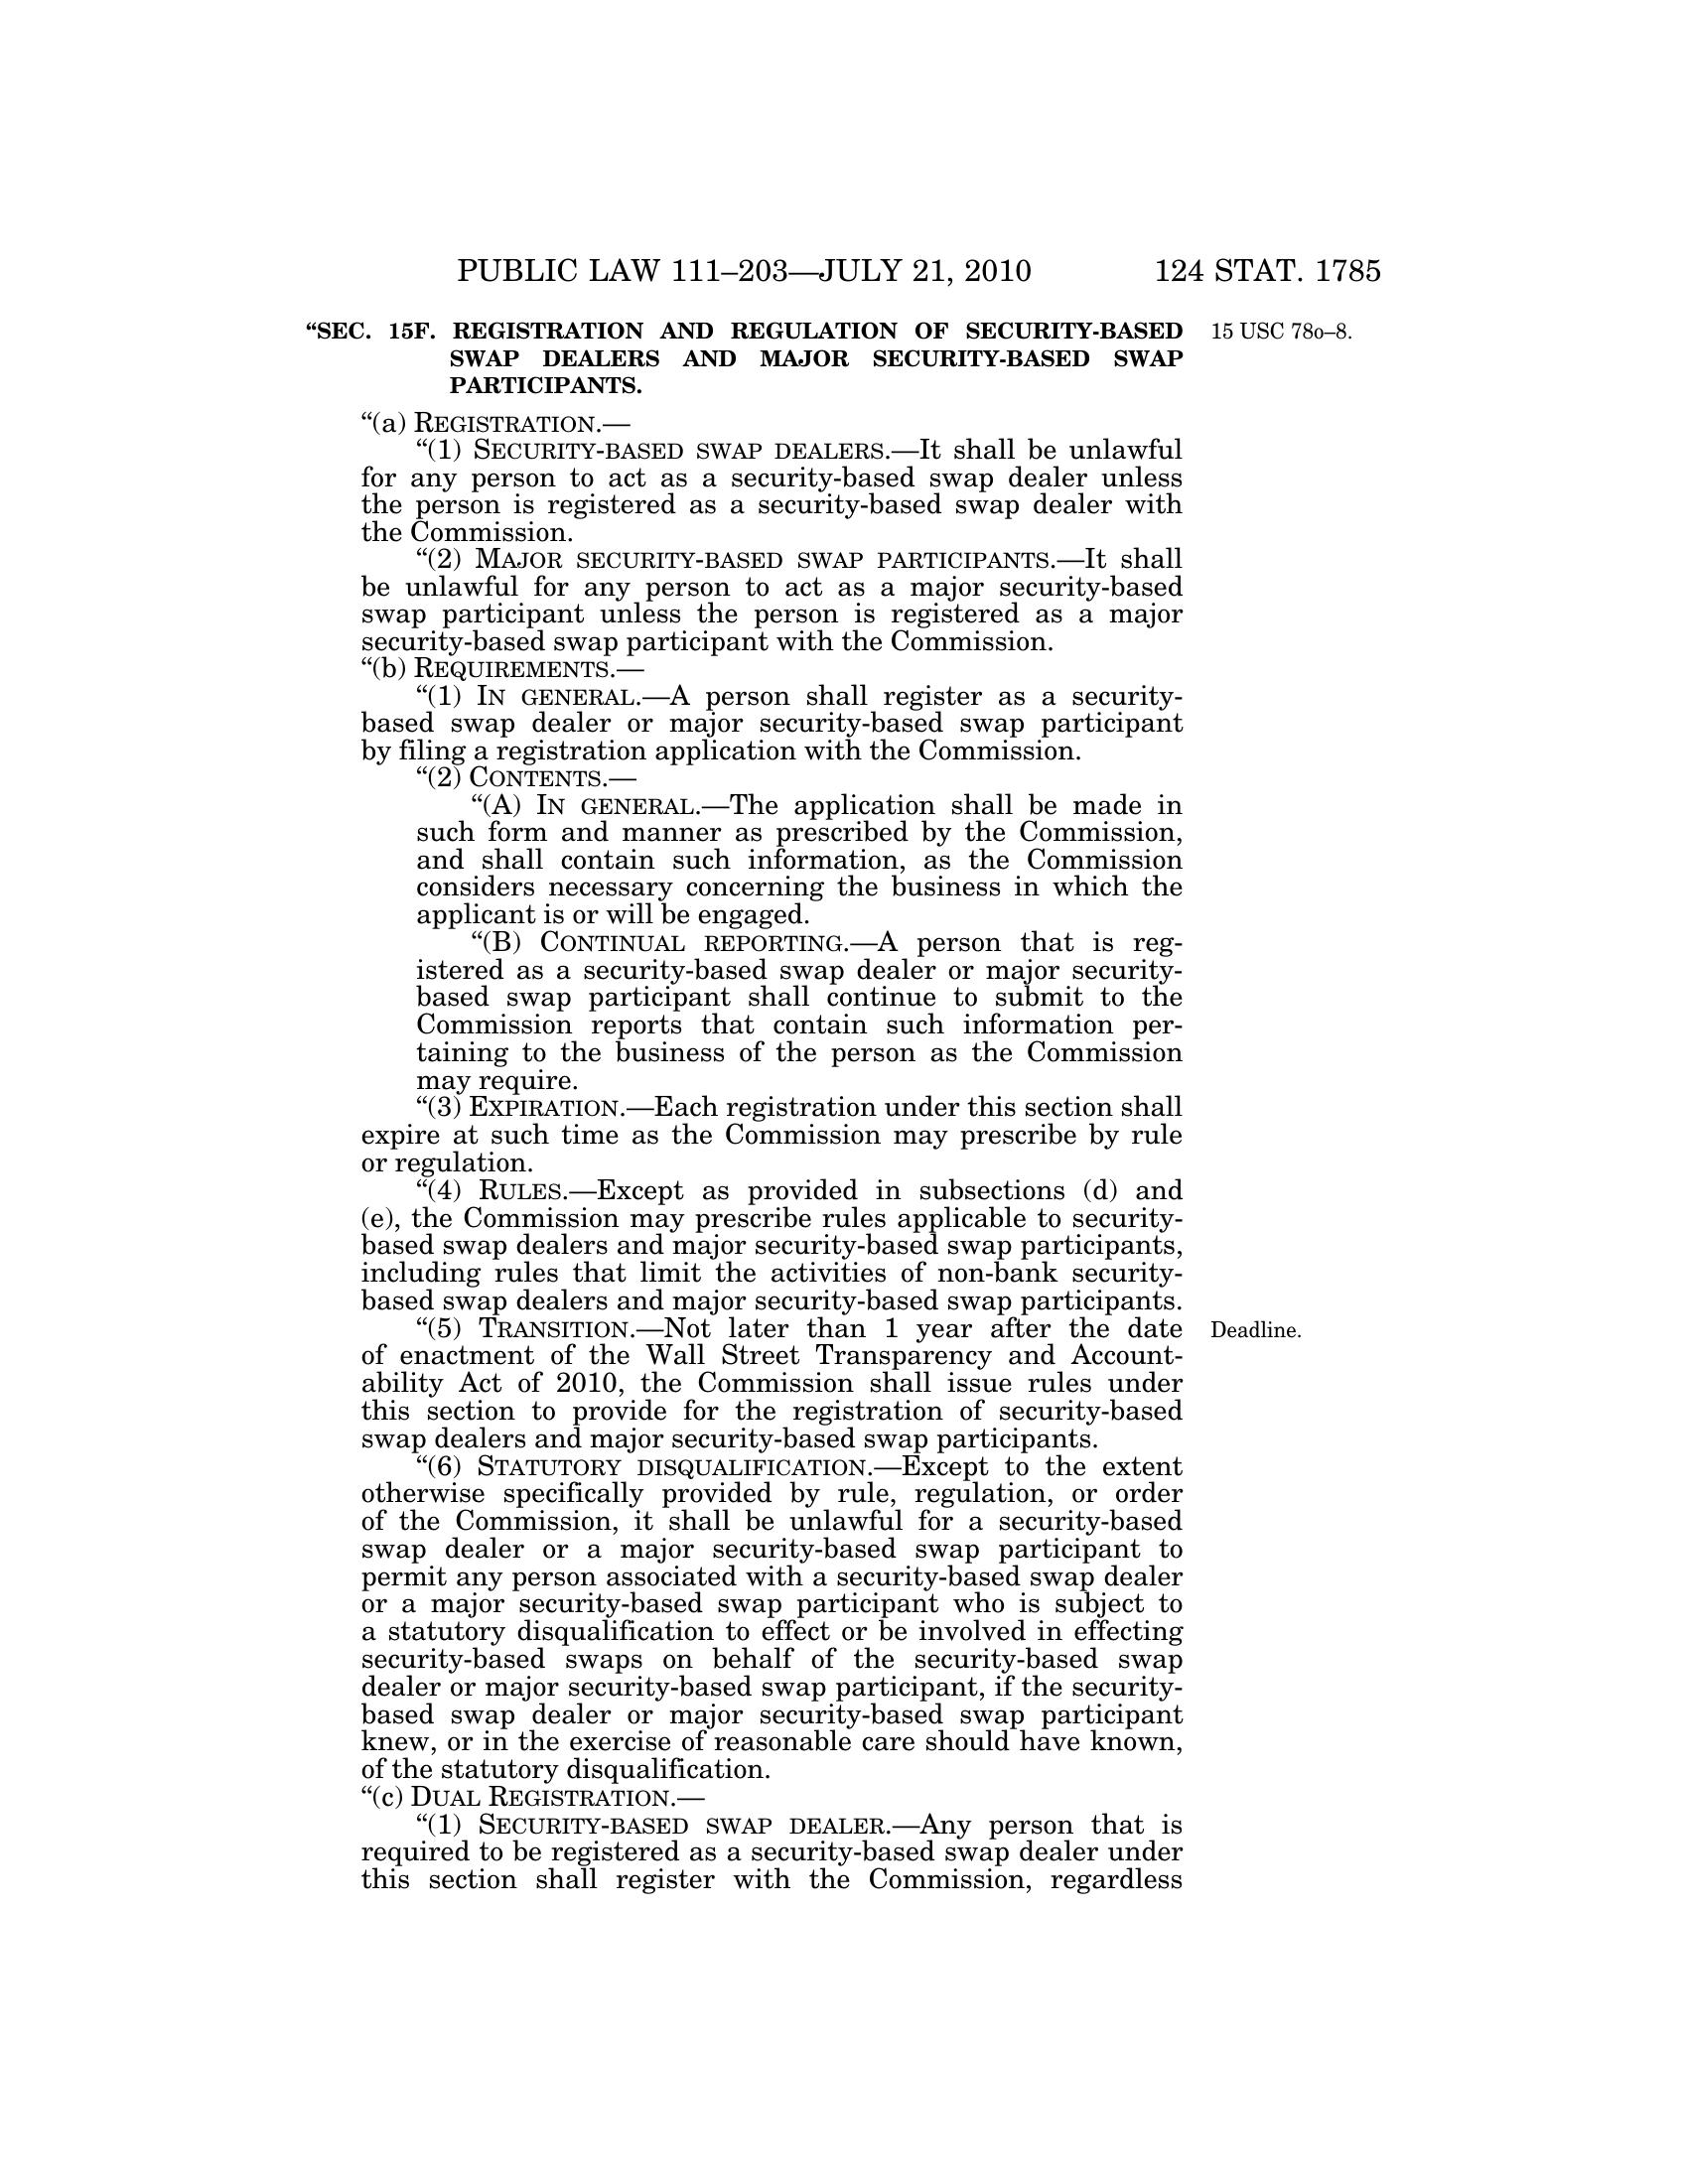 PUBLIC LAW 111–203—JULY 21, 2010 124 STAT. 1785
“SEC. 15F. REGISTRATION AND REGULATION OF SECURITY-BASED 15 USC 78o–8.
SWAP DEALERS AND MAJOR SECURITY-BASED SWAP
PARTICIPANTS.
“(a) REGISTRATION.—
“(1) SECURITY-BASED SWAP DEALERS.—It shall be unlawful
for any person to act as a security-based swap dealer unless
the person is registered as a security-based swap dealer with
the Commission.
“(2) MAJOR SECURITY-BASED SWAP PARTICIPANTS.—It shall
be unlawful for any person to act as a major security-based
swap participant unless the person is registered as a major
security-based swap participant with the Commission.
“(b) REQUIREMENTS.—
“(1) IN GENERAL.—A person shall register as a security-
based swap dealer or major security-based swap participant
by filing a registration application with the Commission.
“(2) CONTENTS.—
“(A) IN GENERAL.—The application shall be made in
such form and manner as prescribed by the Commission,
and shall contain such information, as the Commission
considers necessary concerning the business in which the
applicant is or will be engaged.
“(B) CONTINUAL REPORTING.—A person that is reg-
istered as a security-based swap dealer or major security-
based swap participant shall continue to submit to the
Commission reports that contain such information per-
taining to the business of the person as the Commission
may require.
“(3) EXPIRATION.—Each registration under this section shall
expire at such time as the Commission may prescribe by rule
or regulation.
“(4) RULES.—Except as provided in subsections (d) and
(e), the Commission may prescribe rules applicable to security-
based swap dealers and major security-based swap participants,
including rules that limit the activities of non-bank security-
based swap dealers and major security-based swap participants.
“(5) TRANSITION.—Not later than 1 year after the date Deadline.
of enactment of the Wall Street Transparency and Account-
ability Act of 2010, the Commission shall issue rules under
this section to provide for the registration of security-based
swap dealers and major security-based swap participants.
“(6) STATUTORY DISQUALIFICATION.—Except to the extent
otherwise specifically provided by rule, regulation, or order
of the Commission, it shall be unlawful for a security-based
swap dealer or a major security-based swap participant to
permit any person associated with a security-based swap dealer
or a major security-based swap participant who is subject to
a statutory disqualification to effect or be involved in effecting
security-based swaps on behalf of the security-based swap
dealer or major security-based swap participant, if the security-
based swap dealer or major security-based swap participant
knew, or in the exercise of reasonable care should have known,
of the statutory disqualification.
“(c) DUAL REGISTRATION.—
“(1) SECURITY-BASED SWAP DEALER.—Any person that is
required to be registered as a security-based swap dealer under
this section shall register with the Commission, regardless